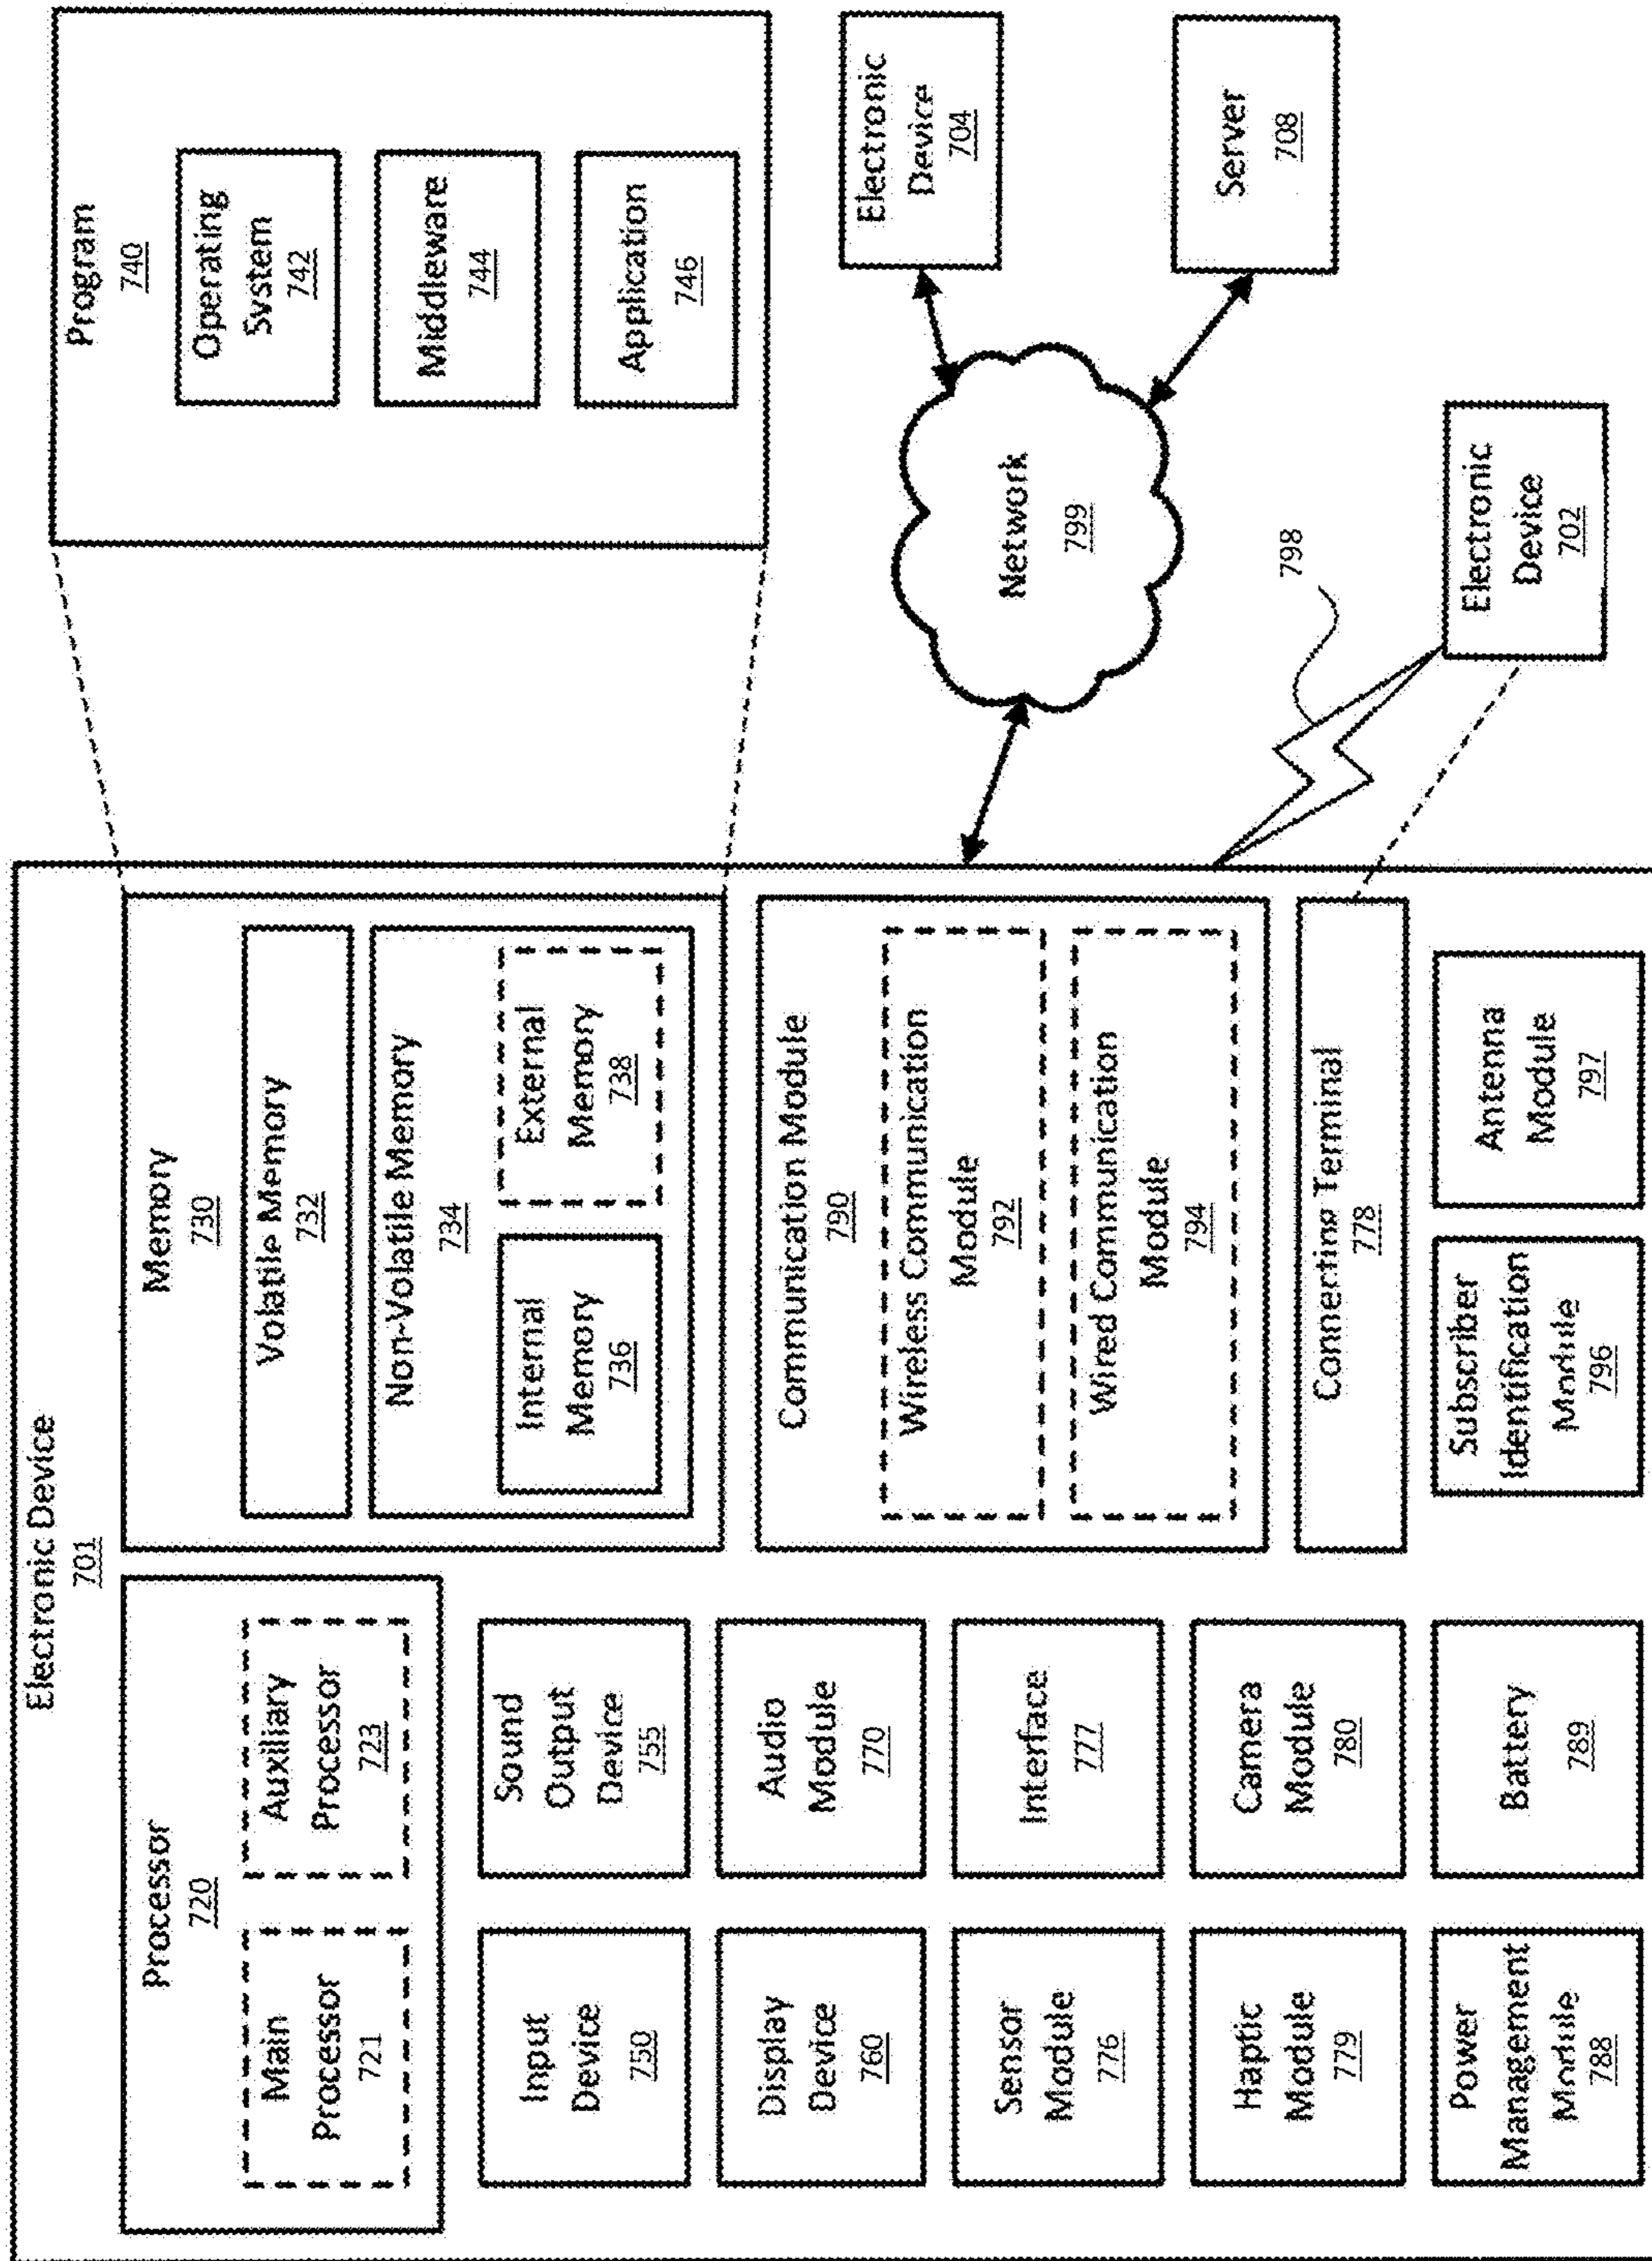 Electronic Device
701
Processor
720
Main
Processor
721
Auxiliary
Processor
723
Input
Device
750
Sound
Output
Device
755
Display
Device
760
Audio
Module
770
Sensor
Module
776
Interface
777
Haptic
Module
779
Camera
Module
780
Power
Management
Module
788
Battery
789
Memory
730
Volatile Memory
732
Non-Volatile Memory
734
Internal
Memory
736
External
Memory
738
Communication Module
790
Wireless Communication
Module
792
Wired Communication
Module
794
Connecting Terminal
778
Subscriber
Identification
Module
796
Antenna
Module
797
Program
740
Operating
System
742
Middleware
744
Application
746
Network
799
Electronic
Device
704
Server
708
798
Electronic
Device
702